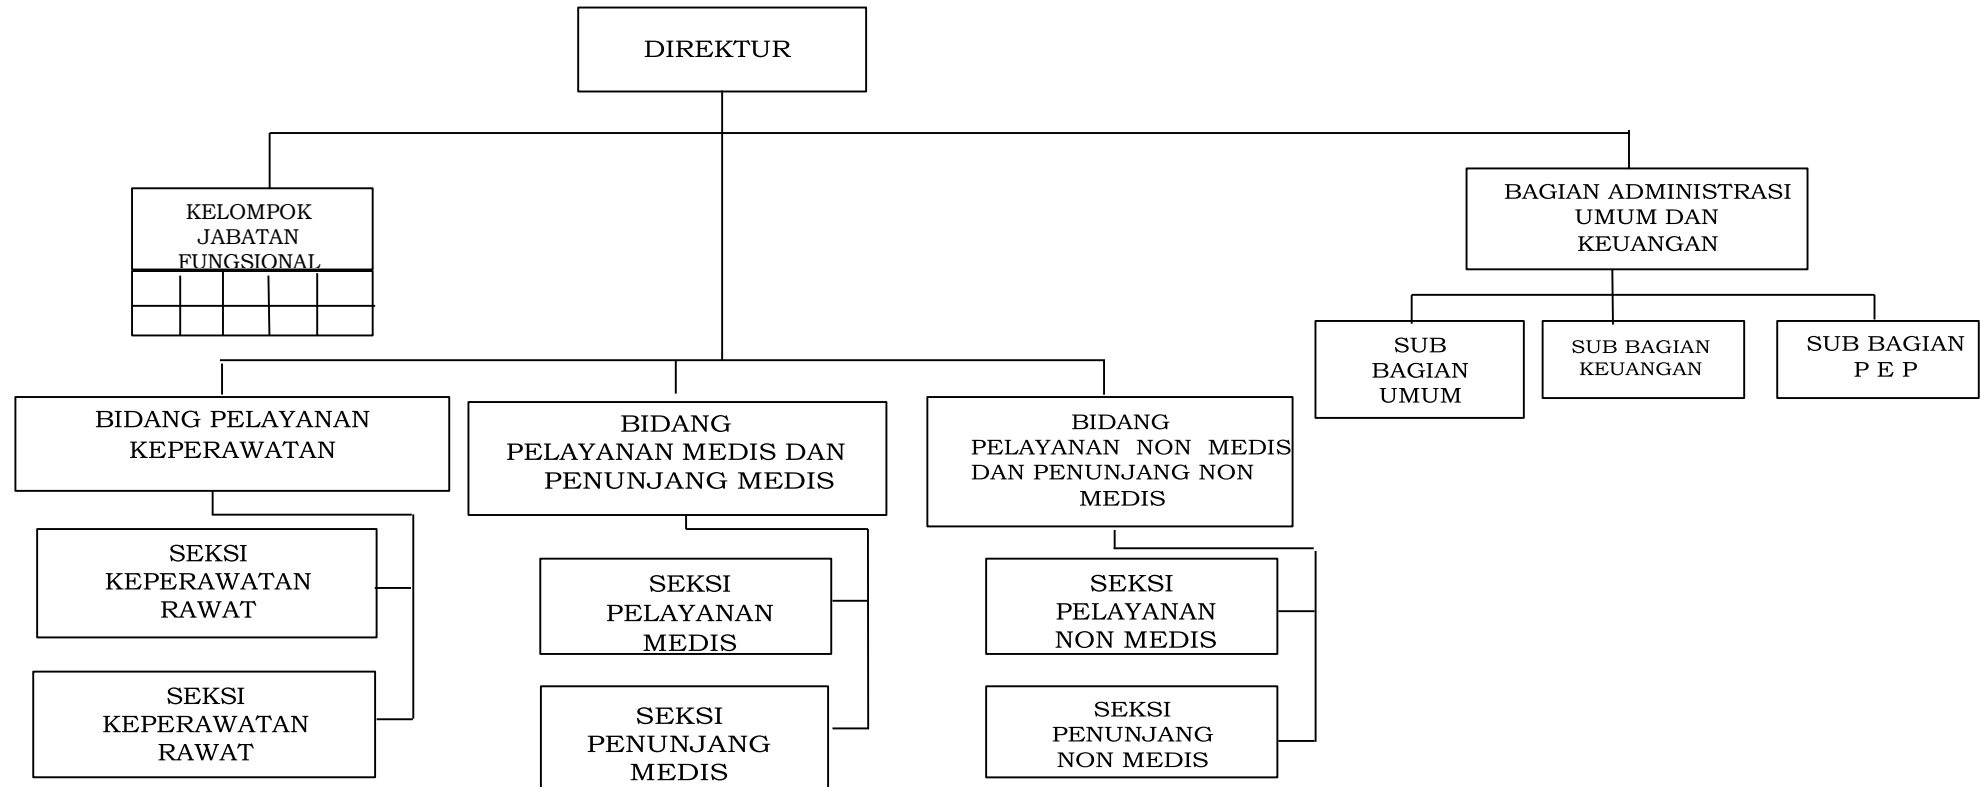 DIREKTUR
KELOMPOK
JABATAN
FUNGSIONAL
BAGIAN ADMINISTRASI
UMUM DAN
KEUANGAN
SUB
BAGIAN
UMUM
SUB BAGIAN
KEUANGAN
SUB BAGIAN
P E P
BIDANG PELAYANAN
KEPERAWATAN
BIDANG
PELAYANAN MEDIS DAN
PENUNJANG MEDIS
BIDANG
PELAYANAN NON MEDIS
DAN PENUNJANG NON
MEDIS
SEKSI
KEPERAWATAN
RAWAT
SEKSI
PELAYANAN
MEDIS
SEKSI
PELAYANAN
NON MEDIS
SEKSI
KEPERAWATAN
RAWAT
SEKSI
PENUNJANG
MEDIS
SEKSI
PENUNJANG
NON MEDIS